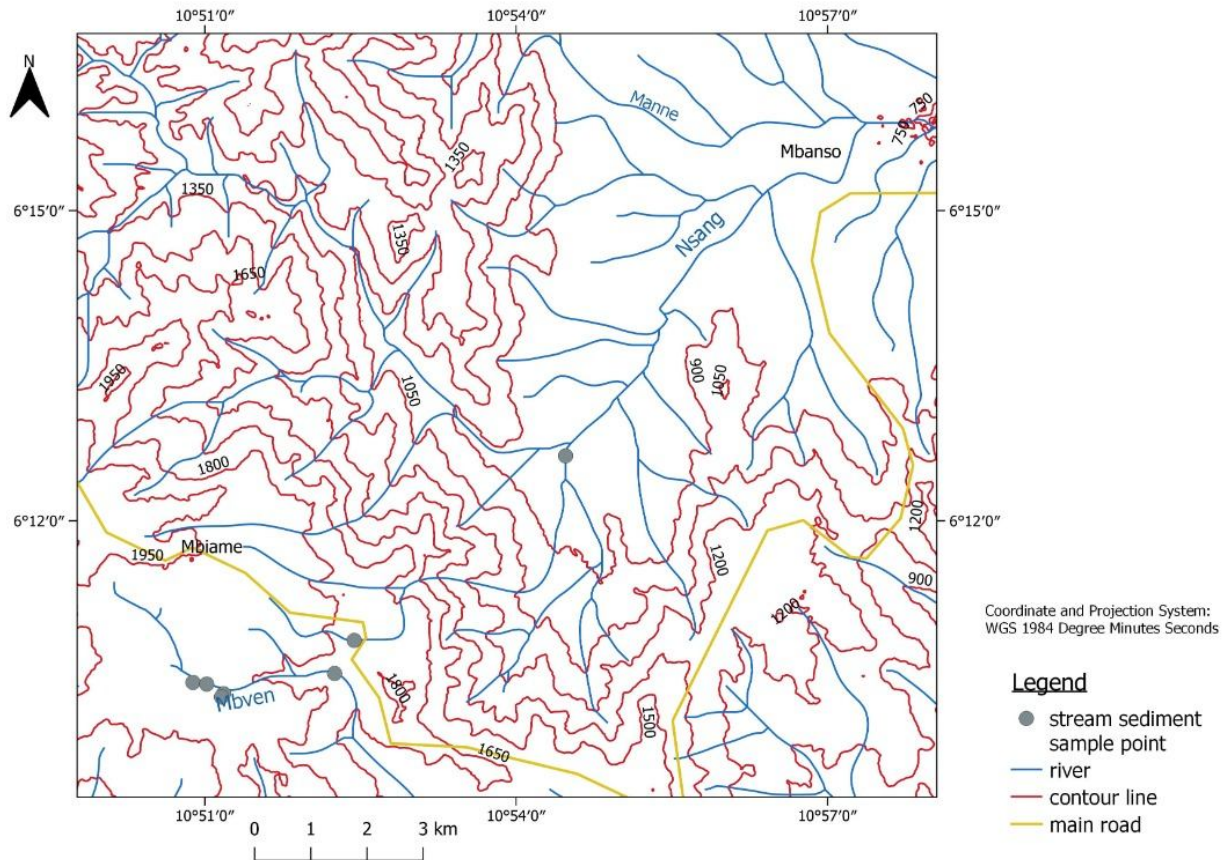 10°51'0″ 10°54'0″ 10°57'0″
N
750
750
Manne
Mbanso
1350
1350
6°15'0″ 6°15'0″
Nsang
1350
1650
900
1050
1950
1050
1800
6°12'0″ 6°12'0″
1200
1950
Mbiame
1200
900
1200
Mbven
1800
1500
1650
10°51'0″ 10°54'0″ 10°57'0″
0 1 2 3 km
Coordinate and Projection System:
WGS 1984 Degree Minutes Seconds
Legend
stream sediment
sample point
river
contour line
main road